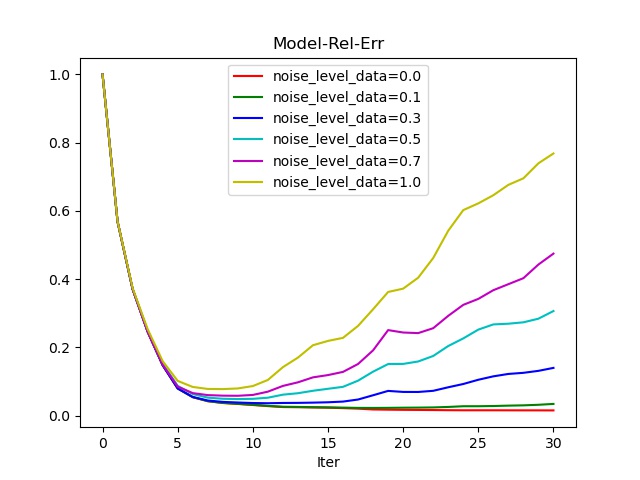 Model-Rel-Err
1.0
0.8
0.6
0.4
0.2
0.0
noise_level_data=0.0
noise_level_data=0.1
noise_level_data=0.3
noise_level_data=0.5
noise_level_data=0.7
noise_level_data=1.0
0 5 10 15 20 25 30
Iter